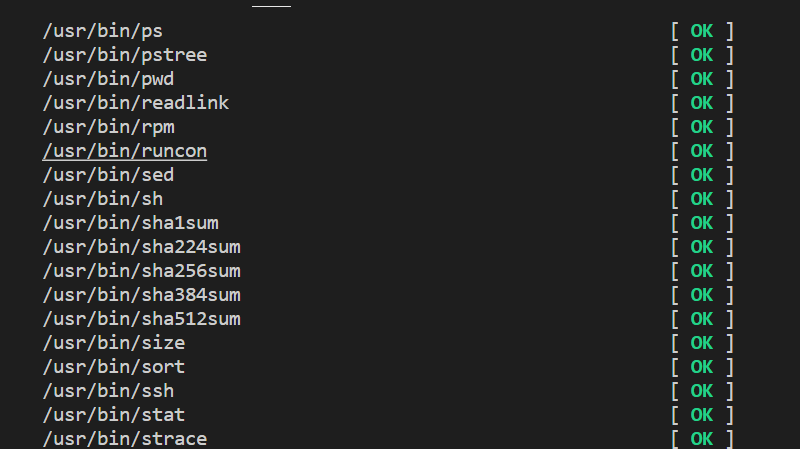 /usr/bin/ps [ OK ]
/usr/bin/pstree [ OK ]
/usr/bin/pwd [ OK ]
/usr/bin/readlink [ OK ]
/usr/bin/rpm [ OK ]
/usr/bin/runcon [ OK ]
/usr/bin/sed [ OK ]
/usr/bin/sh [ OK ]
/usr/bin/sha1sum [ OK ]
/usr/bin/sha224sum [ OK ]
/usr/bin/sha256sum [ OK ]
/usr/bin/sha384sum [ OK ]
/usr/bin/sha512sum [ OK ]
/usr/bin/size [ OK ]
/usr/bin/sort [ OK ]
/usr/bin/ssh [ OK ]
/usr/bin/stat [ OK ]
/usr/bin/strace [ OK ]